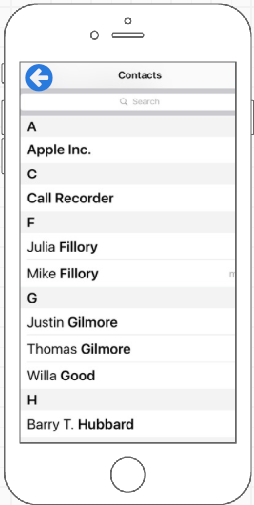 Contacts
Search
A
Apple Inc.
C
Call Recorder
F
Julia Fillory
Mike Fillory
m
G
Justin Gilmore
Thomas Gilmore
Willa Good
H
Barry T. Hubbard